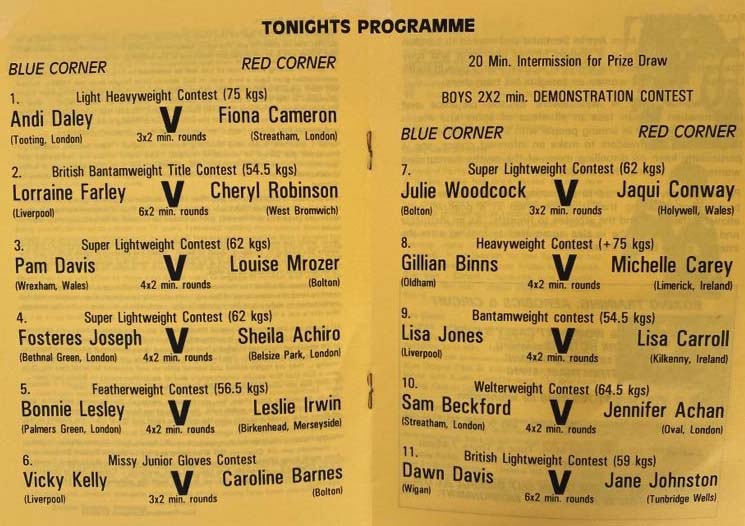 TONIGHTS PROGRAMME
BLUE CORNER RED CORNER
1. Light Heavyweight Contest (75 kgs)
Andi Daley V Fiona Cameron
(Tooting, London) 3x2 min. rounds (Streatham, London)
2. British Bantamweight Title Contest (54.5 kgs)
Lorraine Farley V Cheryl Robinson
(Liverpool) 6x2 min. rounds (West Bromwich)
3. Super Lightweight Contest (62 kgs)
Pam Davis V Louise Mrozer
(Wrexham, Wales) 4x2 min. rounds (Bolton)
4. Super Lightweight Contest (62 kgs)
Fosteres Joseph V Sheila Achiro
(Bethnal Green, London) 4x2 min. rounds (Belsize Park, London)
5. Featherweight Contest (56.5 kgs)
Bonnie Lesley V Leslie Irwin
(Palmers Green, London) 4x2 min. rounds (Birkenhead, Merseyside)
6. Missy Junior Gloves Contest
Vicky Kelly V Caroline Barnes
(Liverpool) 3x2 min. rounds (Bolton)
20 Min. Intermission for Prize Draw
BOYS 2X2 min. DEMONSTRATION CONTEST
BLUE CORNER RED CORNER
7. Super Lightweight Contest (62 kgs)
Julie Woodcock V Jaqui Conway
(Bolton) 3x2 min. rounds (Holywell, Wales)
8. Heavyweight Contest (+75 kgs)
Gillian Binns V Michelle Carey
(Oldham) 4x2 min. rounds (Limerick, Ireland)
9. Bantamweight contest (54.5 kgs)
Lisa Jones V Lisa Carroll
(Liverpool) 4x2 min. rounds (Kilkenny, Ireland)
10. Welterweight Contest (64.5 kgs)
Sam Beckford V Jennifer Achan
(Streatham, London) 4x2 min. rounds (Oval, London)
11. British Lightweight Contest (59 kgs)
Dawn Davis V Jane Johnston
(Wigan) 6x2 min. rounds (Tunbridge Wells)